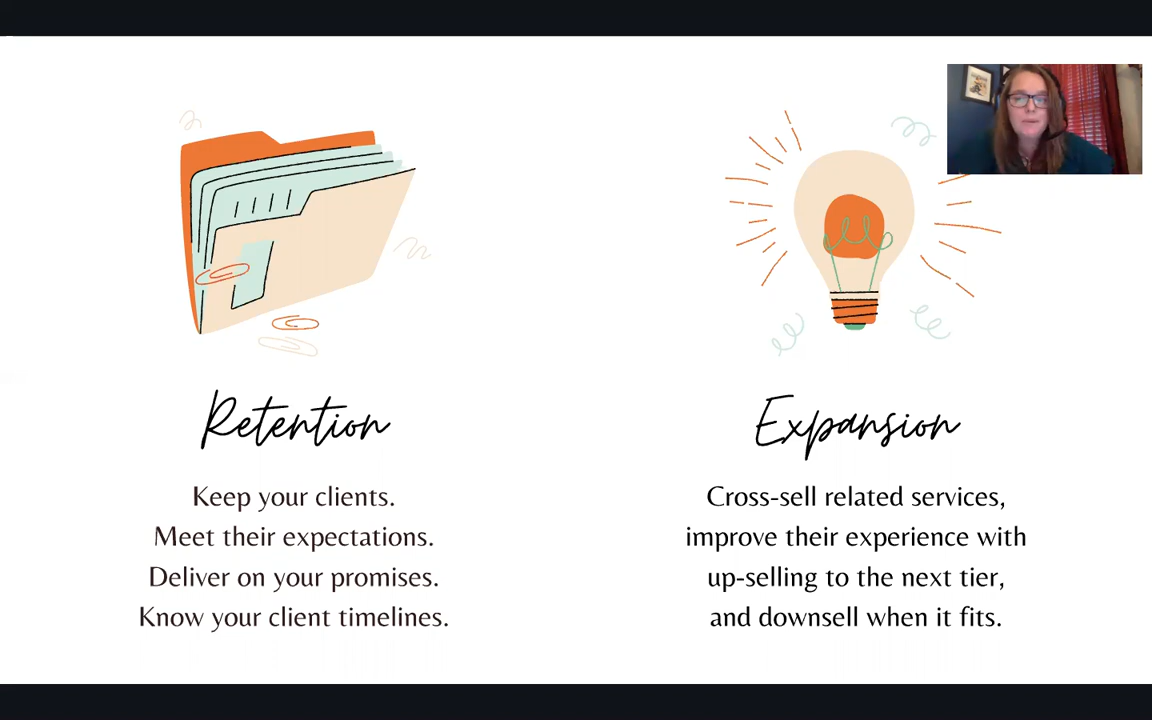 Retention
Keep your clients.
Meet their expectations.
Deliver on your promises.
Know your client timelines.
Expansion
Cross-sell related services,
improve their experience with
up-selling to the next tier,
and downsell when it fits.